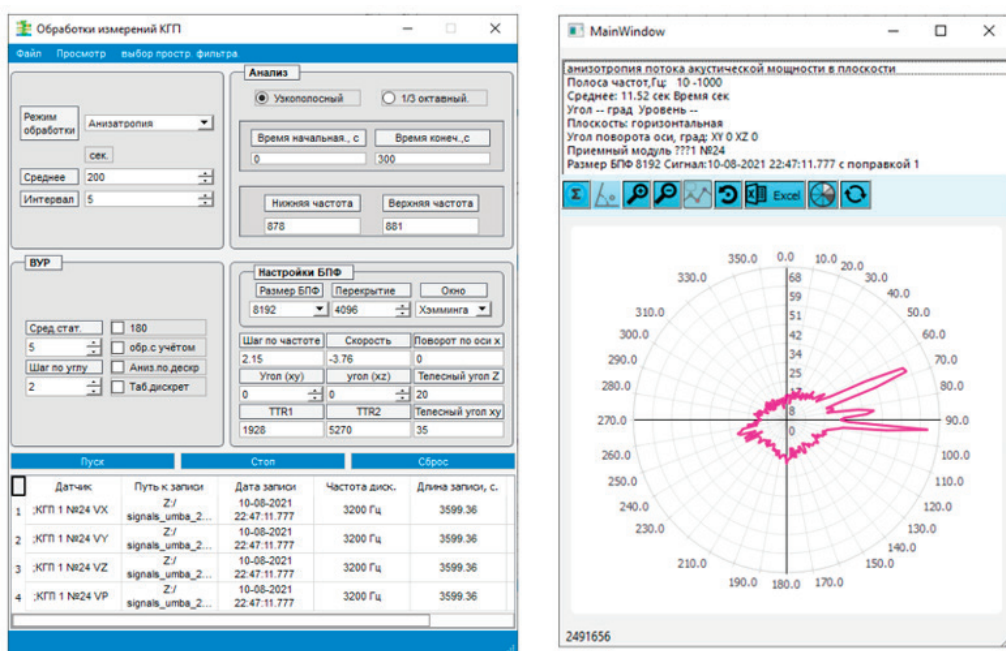 Обработки измерений КГП
Файл Просмотр выбор простр. фильтра
Режим обработки
Анизатропия
сек.
Среднее 200
Интервал 5
Анализ
Узкополосный 1/3 октавный.
Время начальная., с Время конеч.,с
0 300
Нижняя частота Верхняя частота
878 881
ВУР
Сред.стат. 180
5 обр.с учётом
Шаг по углу Аниз.по.дескр
2 Таб.дискрет
Настройки БПФ
Размер БПФ Перекрытие Окно
8192 4096 Хэмминга
Шаг по частоте Скорость Поворот по оси x
2.15 -3.76 0
Угол (xy) угол (xz) Телесный угол Z
0 0 20
TTR1 TTR2 Телесный угол xy
1928 5270 35
Пуск Стоп Сброс
Датчик Путь к записи Дата записи Частота диск. Длина записи, с.
1 ;КГП 1 №24 VX Z:/ signals_umba_2... 10-08-2021 22:47:11.777 3200 Гц 3599.36
2 ;КГП 1 №24 VY Z:/ signals_umba_2... 10-08-2021 22:47:11.777 3200 Гц 3599.36
3 ;КГП 1 №24 VZ Z:/ signals_umba_2... 10-08-2021 22:47:11.777 3200 Гц 3599.36
4 ;КГП 1 №24 VP Z:/ signals_umba_2... 10-08-2021 22:47:11.777 3200 Гц 3599.36
MainWindow
анизотропия потока акустической мощности в плоскости
Полоса частот,Гц: 10 -1000
Среднее: 11.52 сек Время сек
Угол -- град Уровень --
Плоскость: горизонтальная
Угол поворота оси, град: XY 0 XZ 0
Приемный модуль ???1 №24
Размер БПФ 8192 Сигнал:10-08-2021 22:47:11.777 с поправкой 1
Σ Excel
350.0 0.0 10.0 20.0
330.0 30.0
40.0
310.0 50.0
300.0 60.0
290.0 70.0
280.0 80.0
270.0 90.0
260.0 100.0
250.0 110.0
240.0 120.0
230.0 130.0
140.0
210.0 150.0
190.0 180.0 170.0
68
59
51
42
34
25
17
8
0
2491656